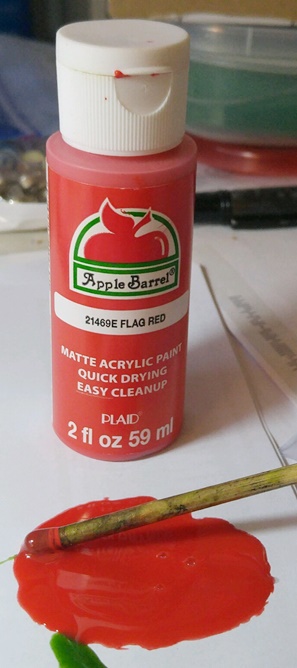 Apple Barrel®
21469E FLAG RED
MATTE ACRYLIC PAINT
QUICK DRYING
EASY CLEANUP
PLAID®
2 fl oz 59 ml